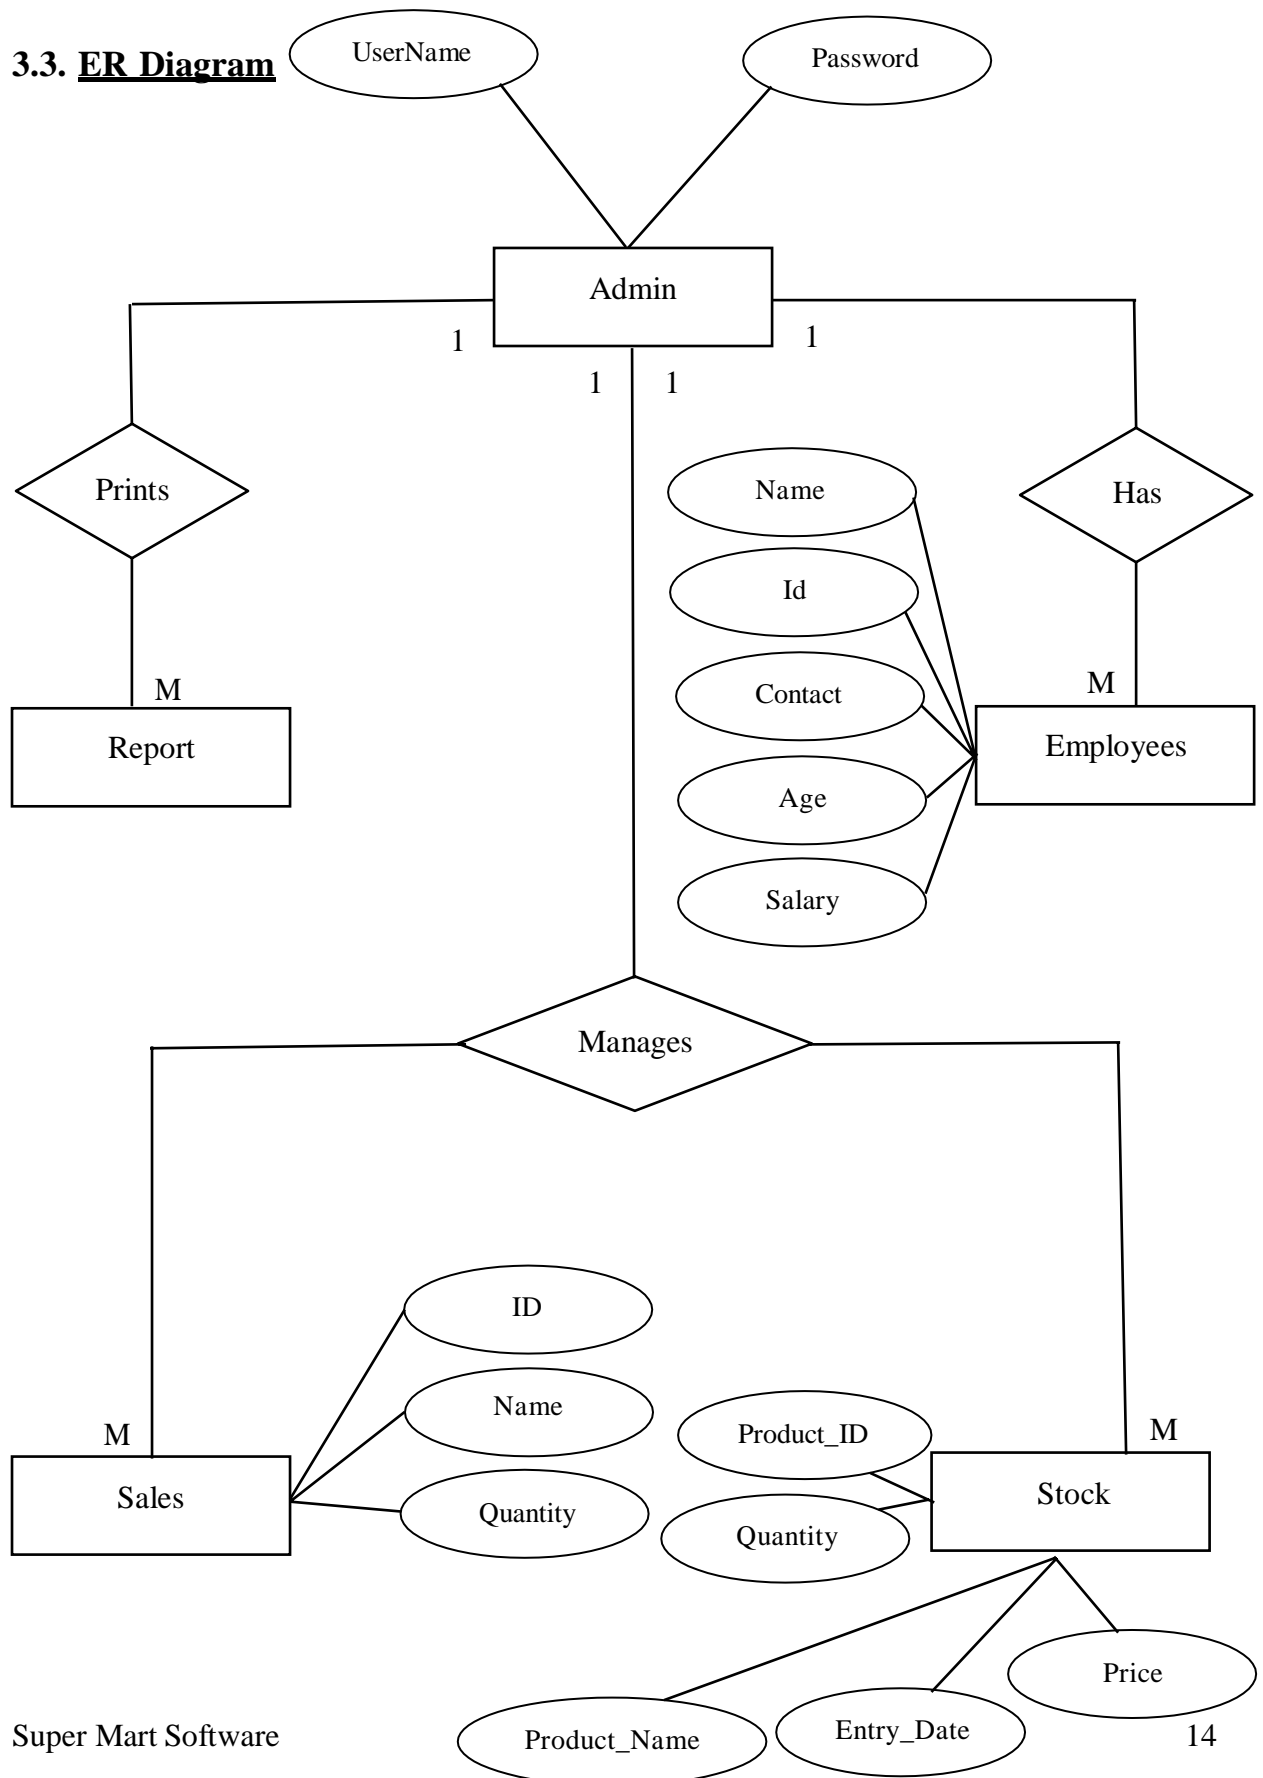 3.3. ER Diagram
UserName
Password
Admin
1
1
1
1
Prints
Name
Has
Id
Contact
M
M
Report
Employees
Age
Salary
Manages
ID
Name
M
Product_ID
M
Sales
Quantity
Stock
Quantity
Price
Super Mart Software
Product_Name
Entry_Date
14